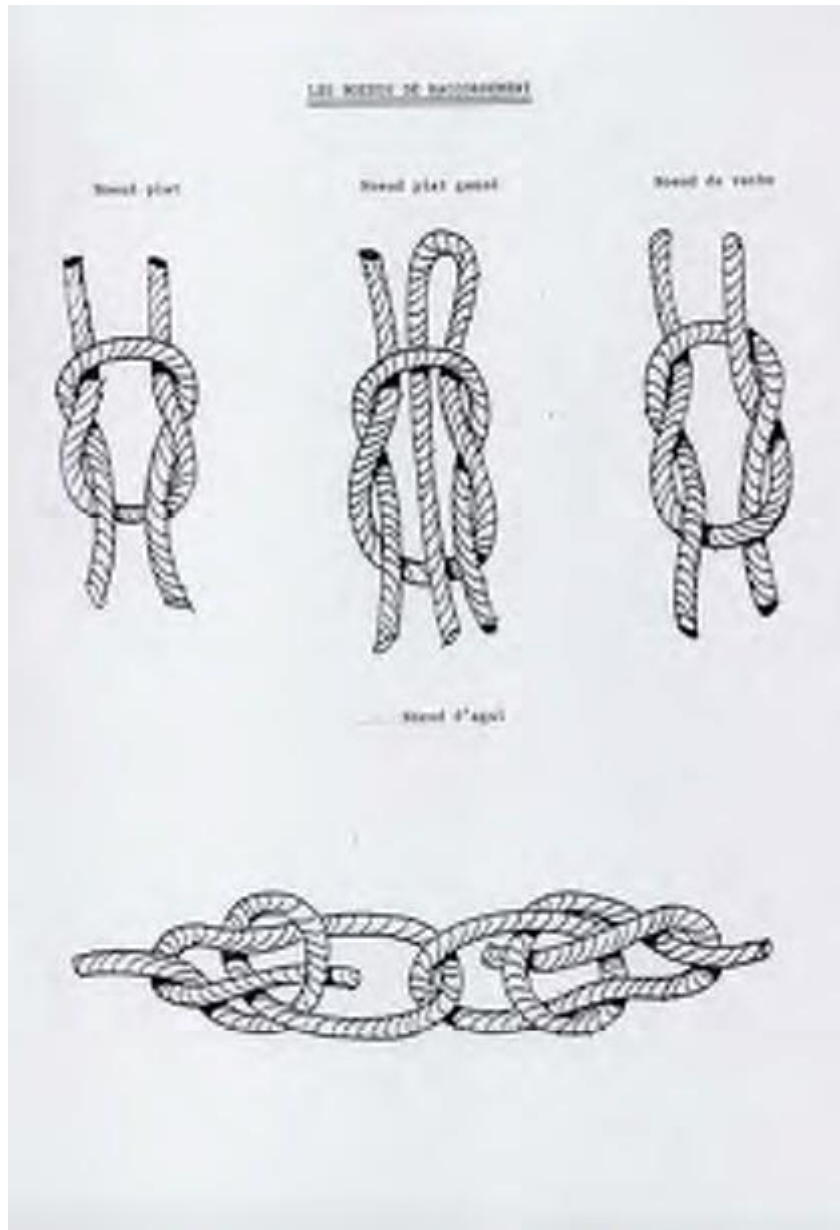 LES NOEUDS DE RACCORDEMENT
Noeud plat Noeud plat gansé Noeud de vache
Noeud d'agui